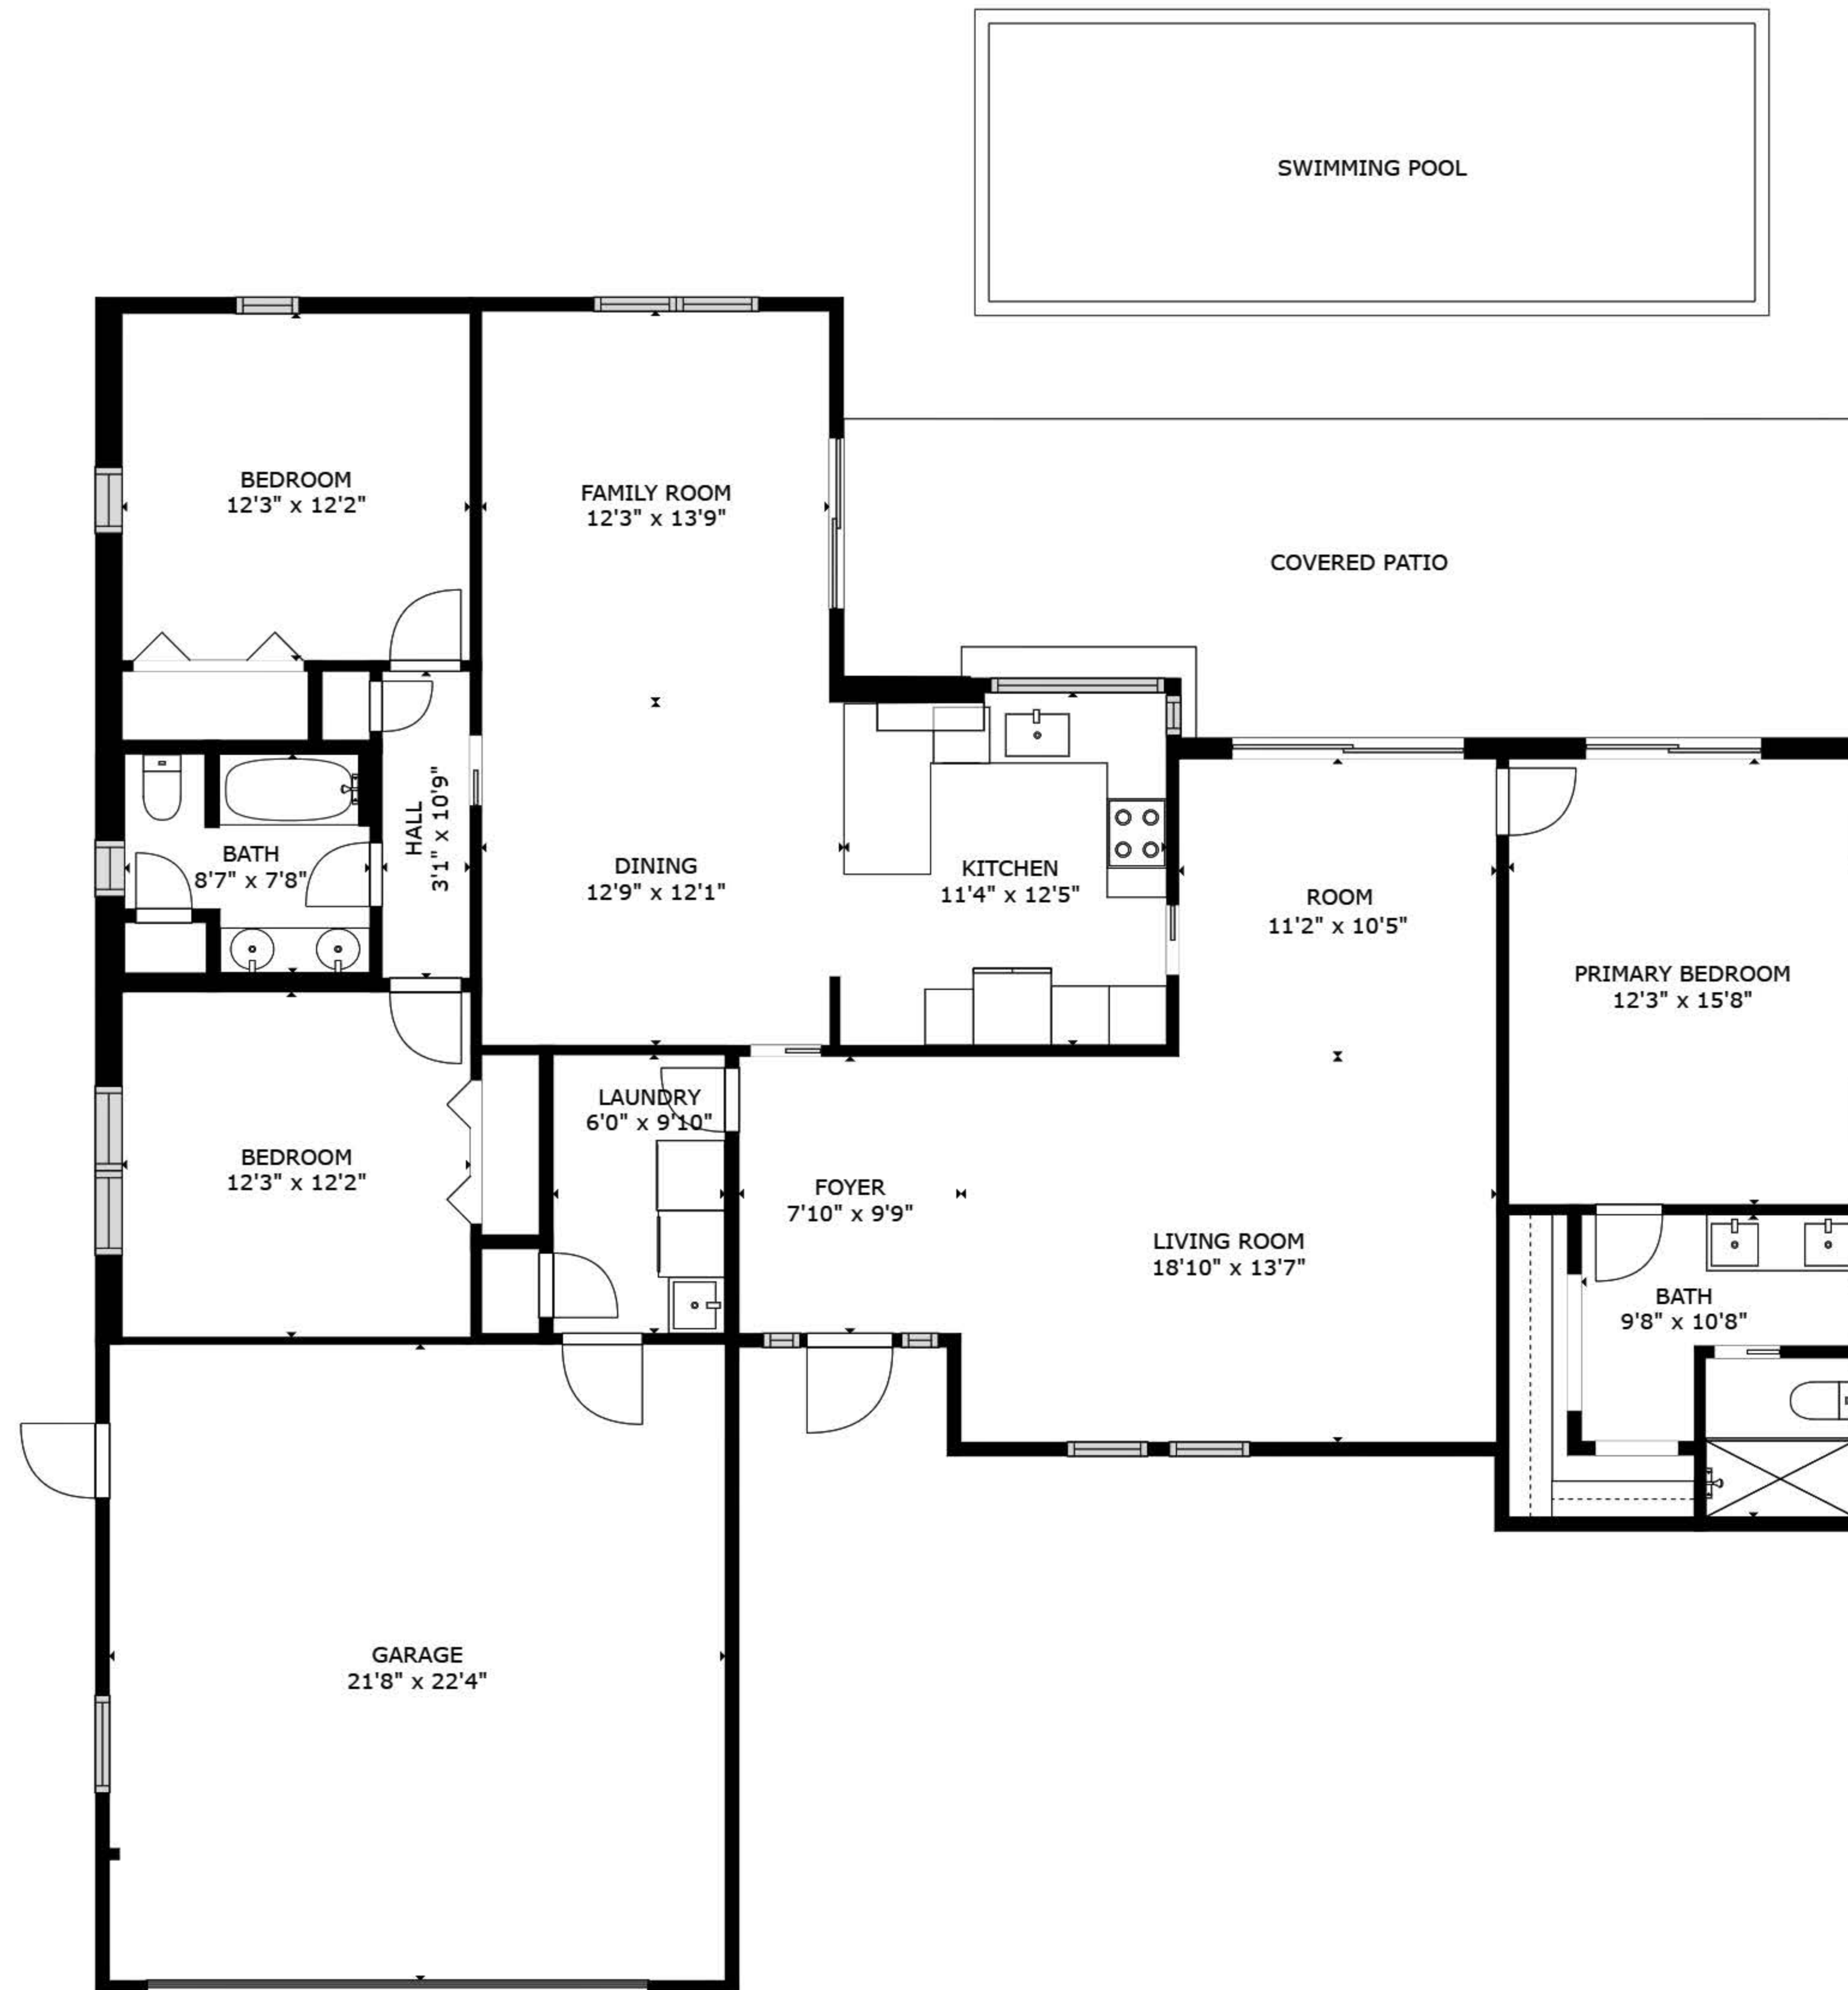 SWIMMING POOL
BEDROOM
12'3" x 12'2"
FAMILY ROOM
12'3" x 13'9"
COVERED PATIO
HALL
3'1" x 10'9"
BATH
8'7" x 7'8"
DINING
12'9" x 12'1"
KITCHEN
11'4" x 12'5"
ROOM
11'2" x 10'5"
PRIMARY BEDROOM
12'3" x 15'8"
BEDROOM
12'3" x 12'2"
LAUNDRY
6'0" x 9'10"
FOYER
7'10" x 9'9"
LIVING ROOM
18'10" x 13'7"
BATH
9'8" x 10'8"
GARAGE
21'8" x 22'4"